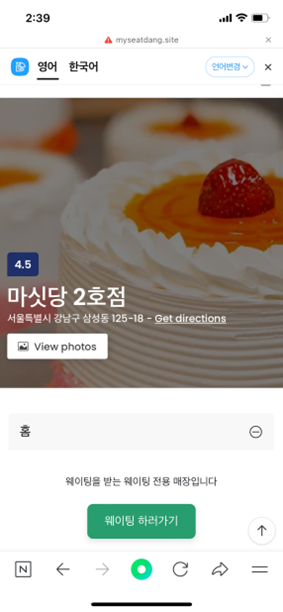 2:39
myseatdang.site
영어 한국어 언어변경
4.5
마싯당 2호점
서울특별시 강남구 삼성동 125-18 - Get directions
View photos
홈
웨이팅을 받는 웨이팅 전용 매장입니다
웨이팅 하러가기
N